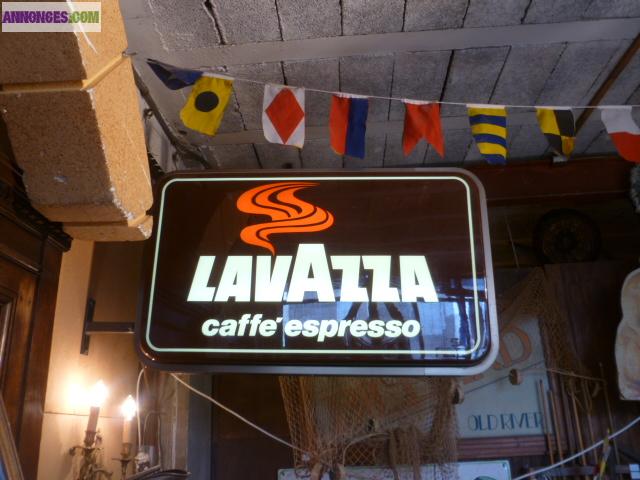 ANNONCES.COM
LAVAZZA
caffe' espresso
OLD RIVER